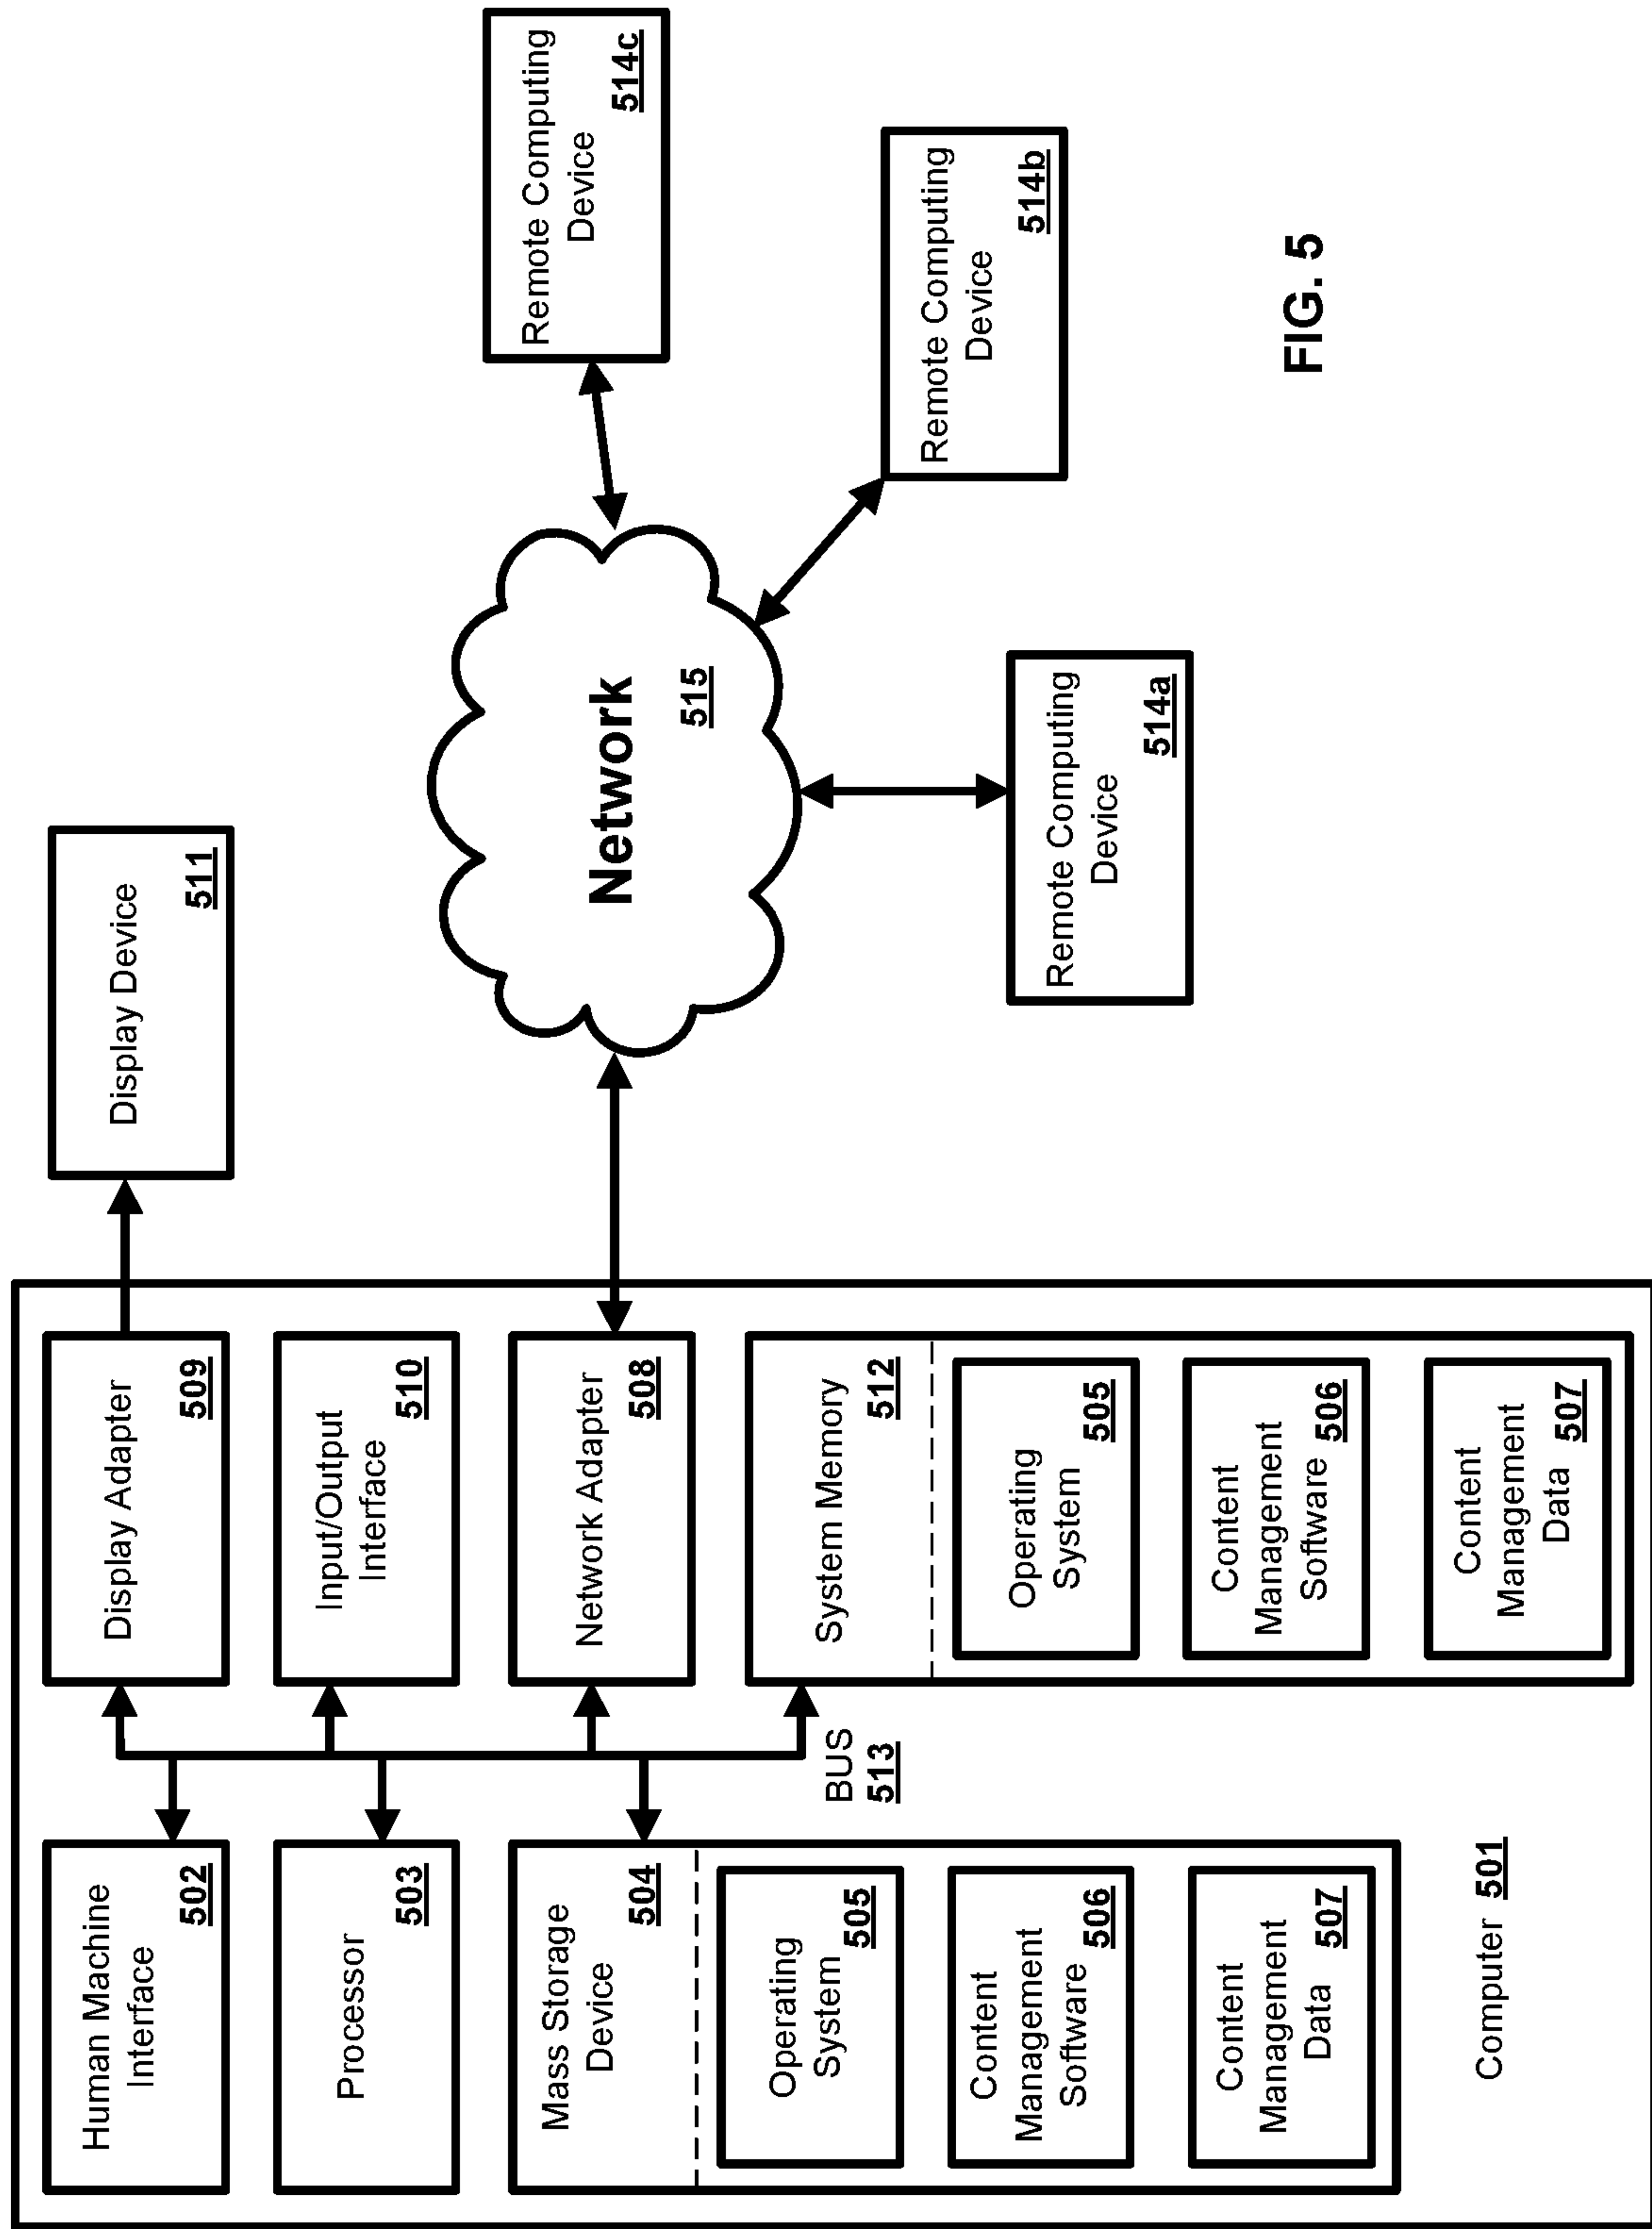 Human Machine
Interface
502
Processor
503
Mass Storage
Device
504
Operating
System
505
Content
Management
Software
506
Content
Management
Data
507
Display Adapter
509
Input/Output
Interface
510
Network Adapter
508
System Memory
512
Operating
System
505
Content
Management
Software
506
Content
Management
Data
507
BUS
513
Computer 501
Display Device
511
Network
515
Remote Computing
Device
514c
Remote Computing
Device
514b
Remote Computing
Device
514a
FIG. 5